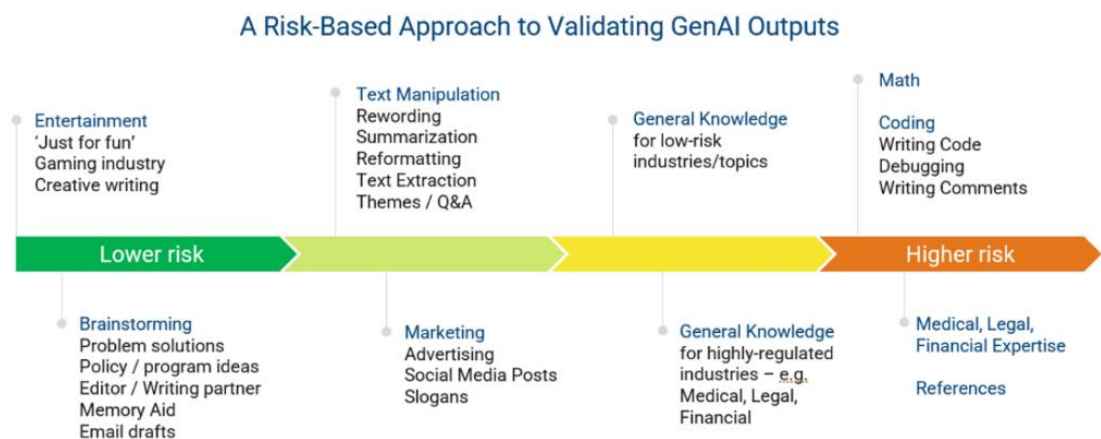 A Risk-Based Approach to Validating GenAI Outputs
Entertainment
'Just for fun'
Gaming industry
Creative writing
Text Manipulation
Rewording
Summarization
Reformatting
Text Extraction
Themes / Q&A
General Knowledge
for low-risk
industries/topics
Math
Coding
Writing Code
Debugging
Writing Comments
Lower risk
Higher risk
Brainstorming
Problem solutions
Policy / program ideas
Editor / Writing partner
Memory Aid
Email drafts
Marketing
Advertising
Social Media Posts
Slogans
General Knowledge
for highly-regulated
industries – e.g.
Medical, Legal,
Financial
Medical, Legal,
Financial Expertise
References